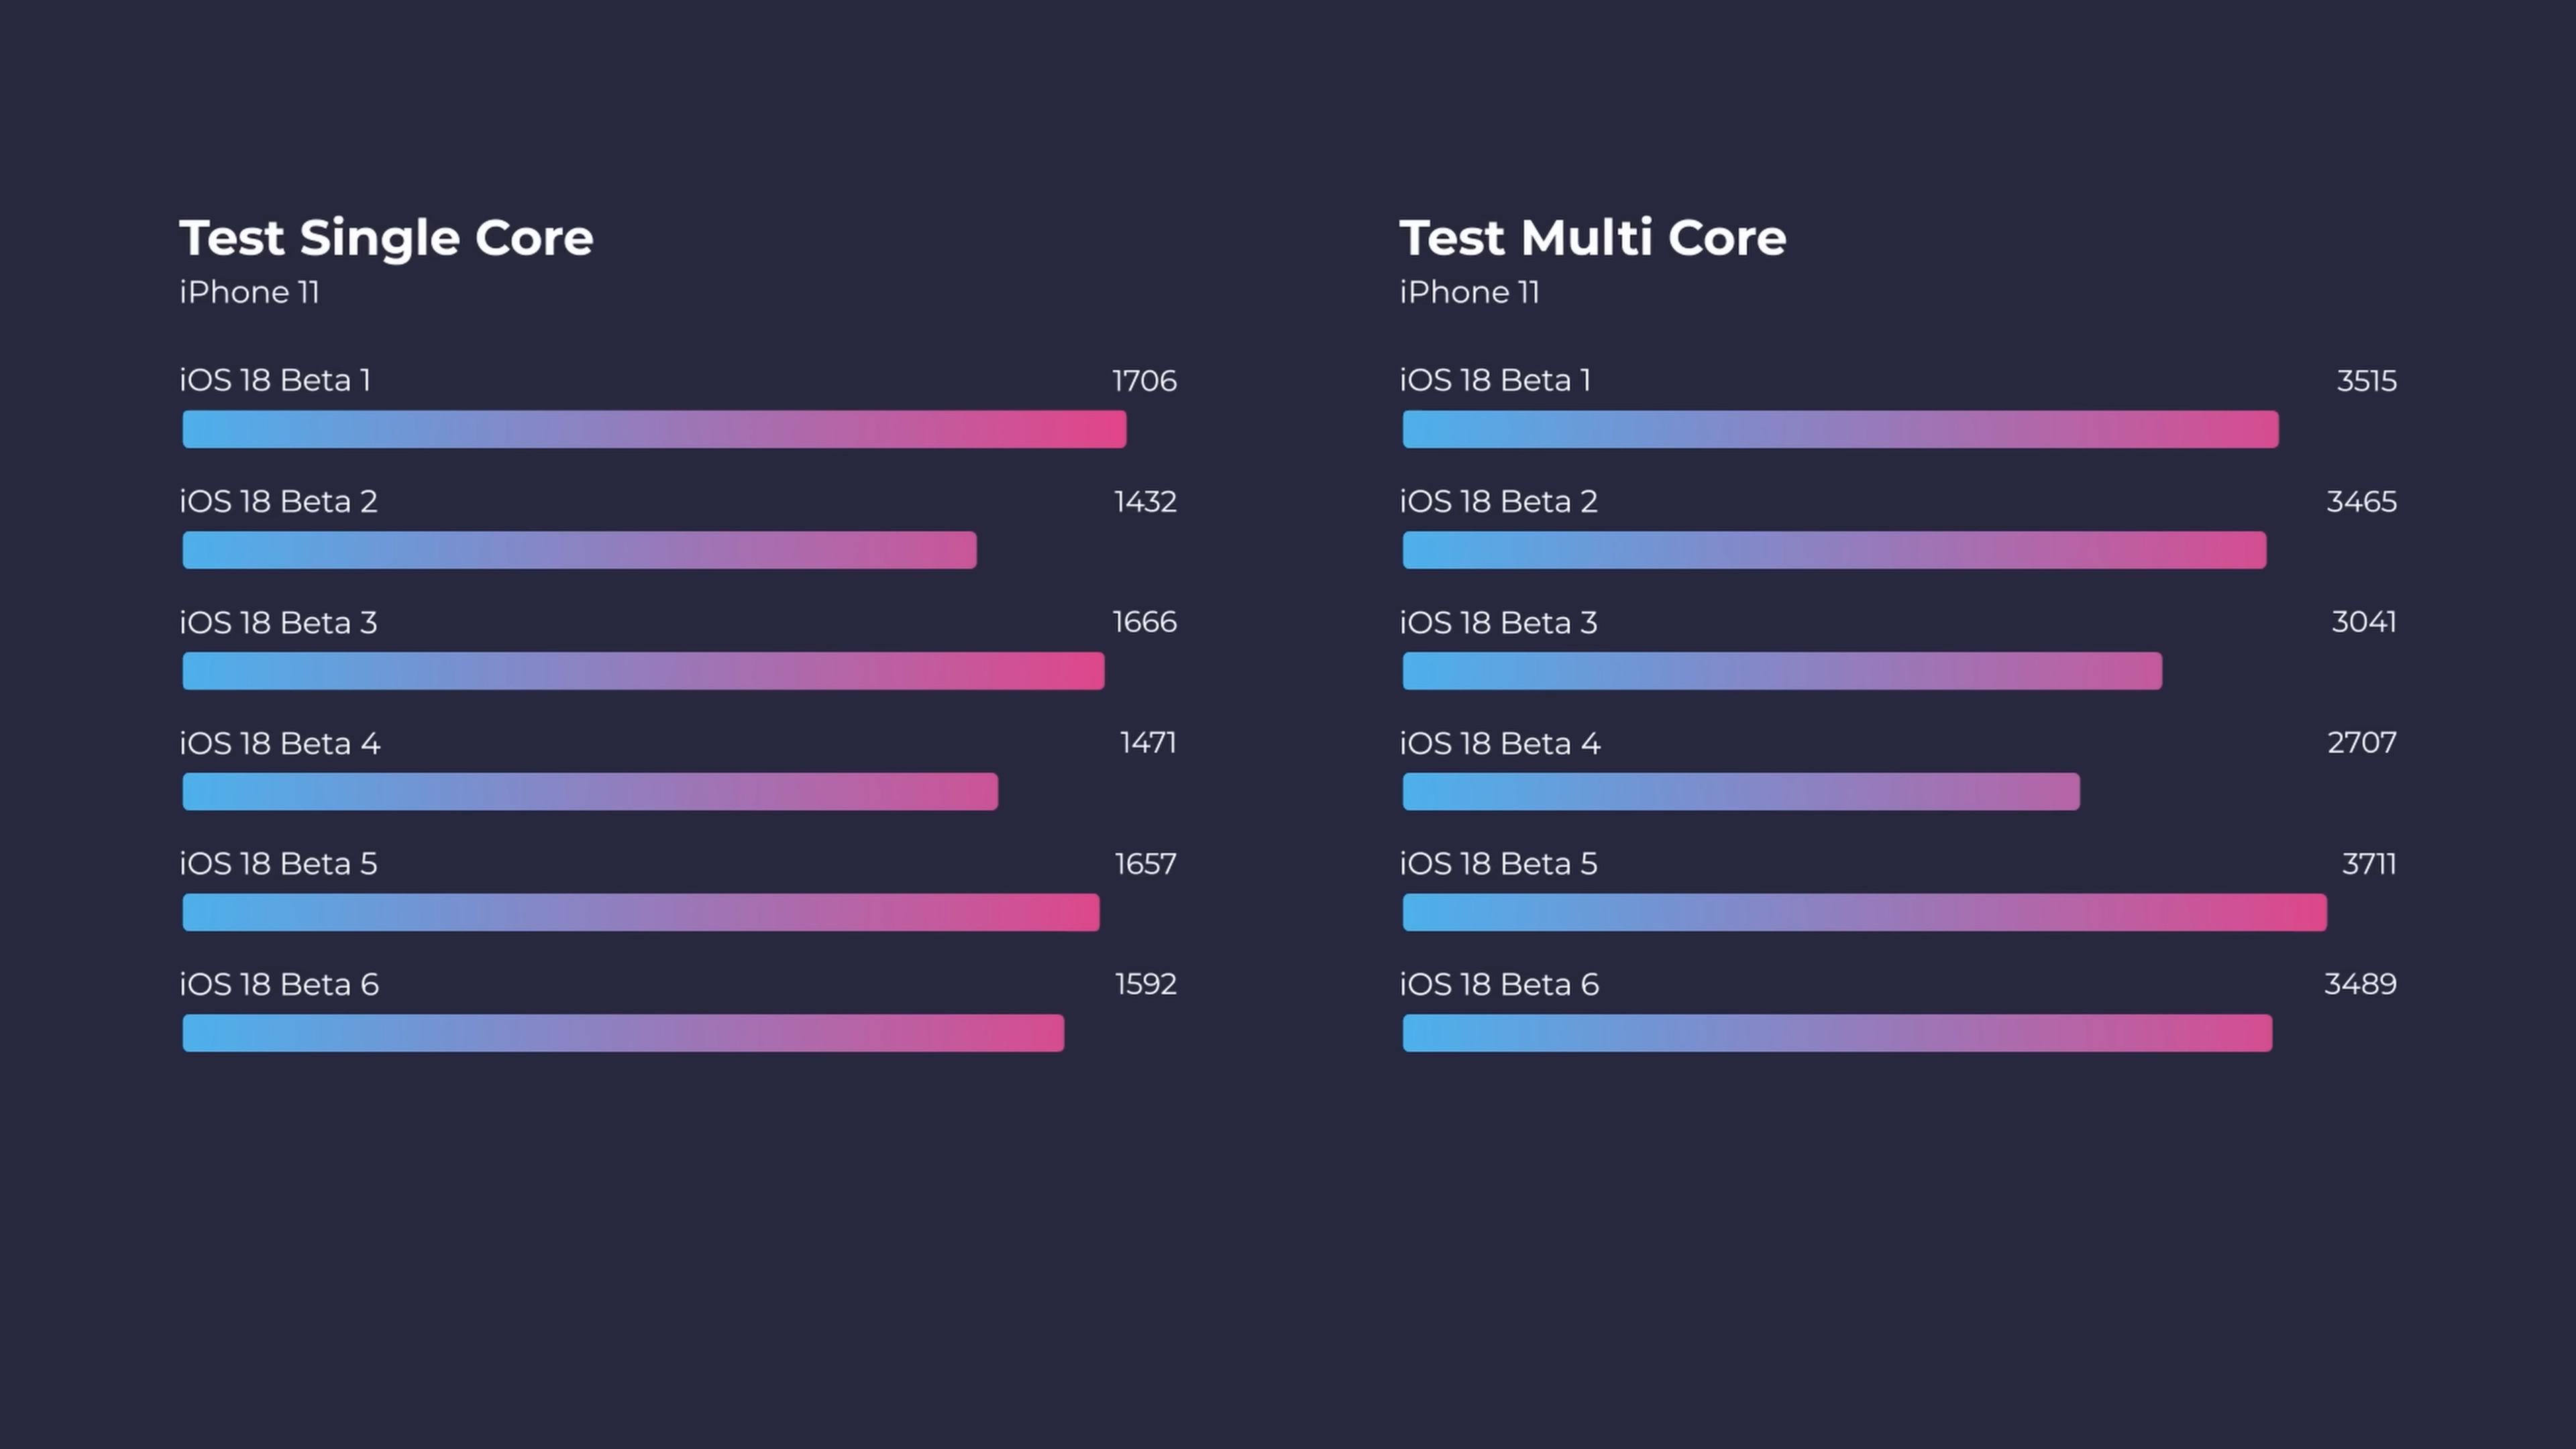 Test Single Core
iPhone 11
iOS 18 Beta 1 1706
iOS 18 Beta 2 1432
iOS 18 Beta 3 1666
iOS 18 Beta 4 1471
iOS 18 Beta 5 1657
iOS 18 Beta 6 1592
Test Multi Core
iPhone 11
iOS 18 Beta 1 3515
iOS 18 Beta 2 3465
iOS 18 Beta 3 3041
iOS 18 Beta 4 2707
iOS 18 Beta 5 3711
iOS 18 Beta 6 3489